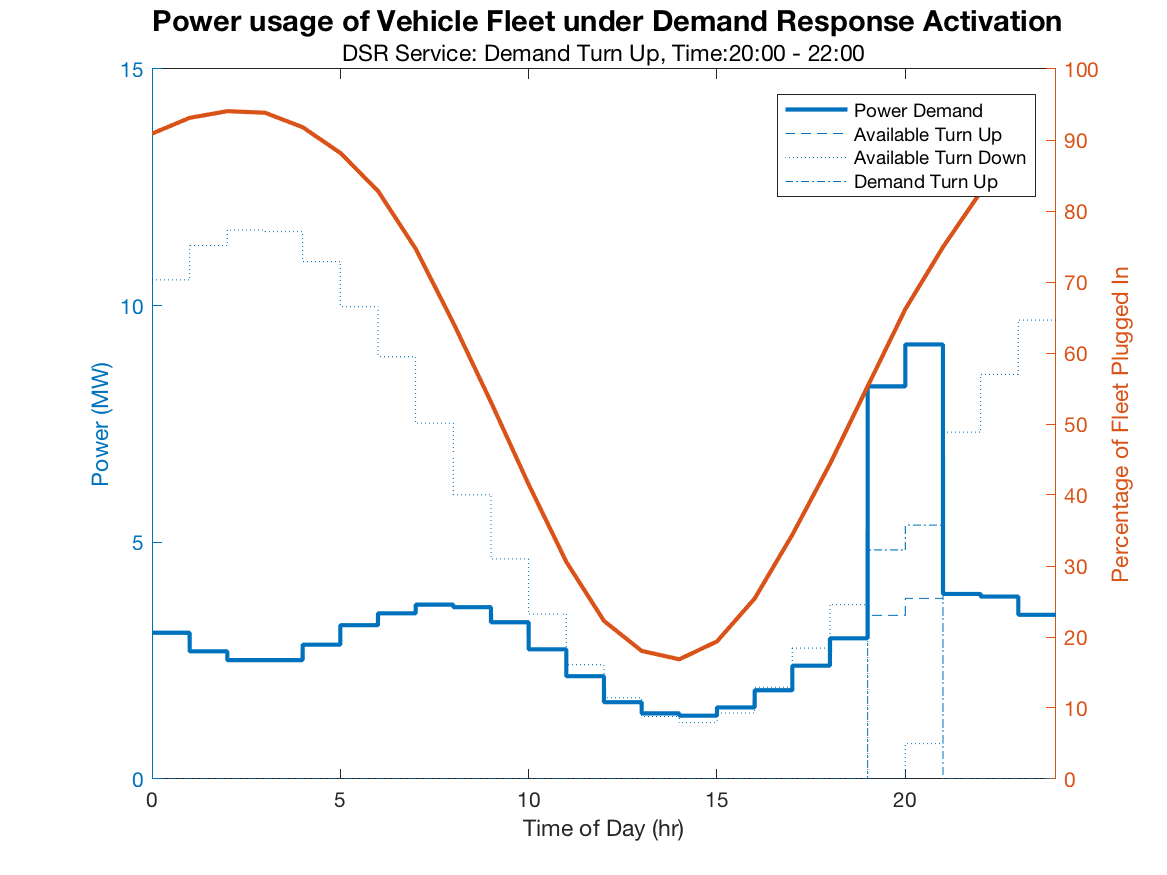 Power usage of Vehicle Fleet under Demand Response Activation
DSR Service: Demand Turn Up, Time:20:00 - 22:00
15
10
5
0
Power (MW)
100
90
80
70
60
50
40
30
20
10
0
Percentage of Fleet Plugged In
Power Demand
Available Turn Up
Available Turn Down
Demand Turn Up
0 5 10 15 20
Time of Day (hr)